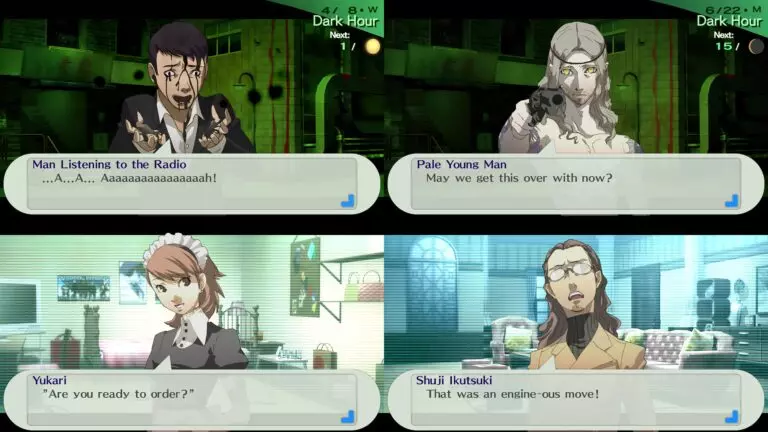 4/ 8 • W
Dark Hour
Next:
1 /
Man Listening to the Radio
...A...A... Aaaaaaaaaaaaaaah!
6/22 • M
Dark Hour
Next:
15 /
Pale Young Man
May we get this over with now?
Yukari
"Are you ready to order?"
Shuji Ikutsuki
That was an engine-ous move!